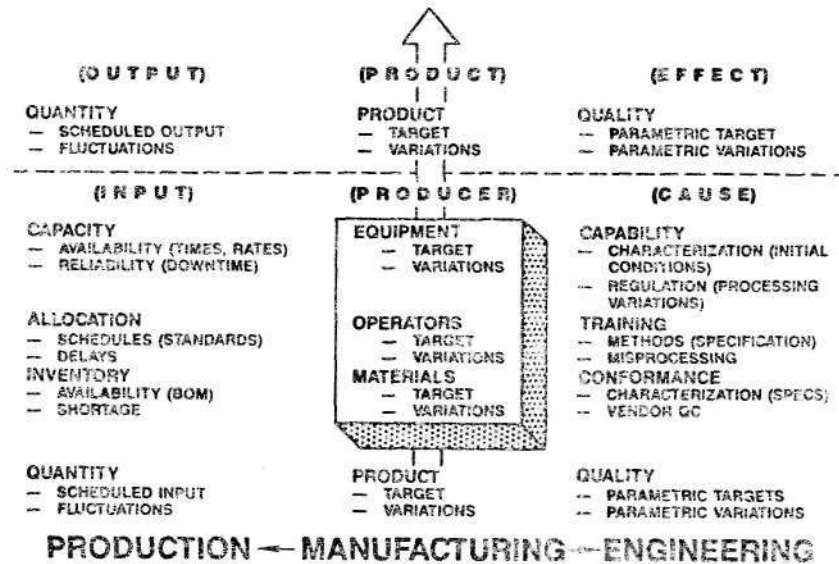 (OUTPUT)
(PRODUCT)
(EFFECT)
QUANTITY
— SCHEDULED OUTPUT
— FLUCTUATIONS
PRODUCT
— TARGET
— VARIATIONS
QUALITY
— PARAMETRIC TARGET
— PARAMETRIC VARIATIONS
(INPUT)
(PRODUCER)
(CAUSE)
CAPACITY
— AVAILABILITY (TIMES, RATES)
— RELIABILITY (DOWNTIME)
EQUIPMENT
— TARGET
— VARIATIONS
CAPABILITY
— CHARACTERIZATION (INITIAL
CONDITIONS)
— REGULATION (PROCESSING
VARIATIONS)
ALLOCATION
— SCHEDULES (STANDARDS)
— DELAYS
OPERATORS
— TARGET
— VARIATIONS
TRAINING
— METHODS (SPECIFICATION)
— MISPROCESSING
INVENTORY
— AVAILABILITY (BOM)
— SHORTAGE
MATERIALS
— TARGET
— VARIATIONS
CONFORMANCE
— CHARACTERIZATION (SPECS)
— VENDOR QC
QUANTITY
— SCHEDULED INPUT
— FLUCTUATIONS
PRODUCT
— TARGET
— VARIATIONS
QUALITY
— PARAMETRIC TARGETS
— PARAMETRIC VARIATIONS
PRODUCTION ← MANUFACTURING ← ENGINEERING